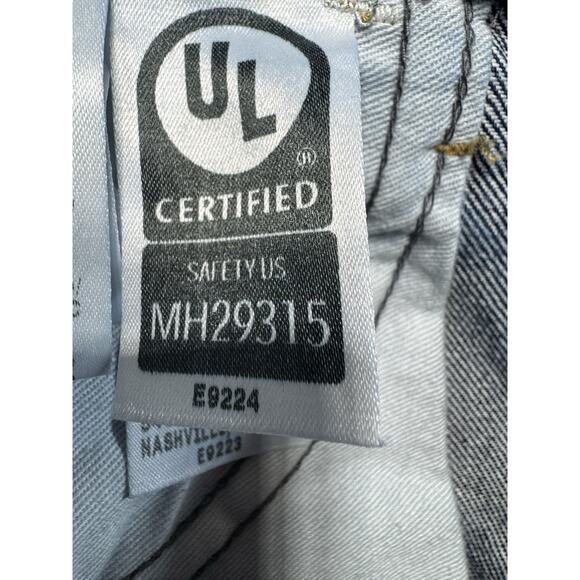 UL
®
CERTIFIED
SAFETY US
MH29315
E9224
NASHVILLE,
E9223